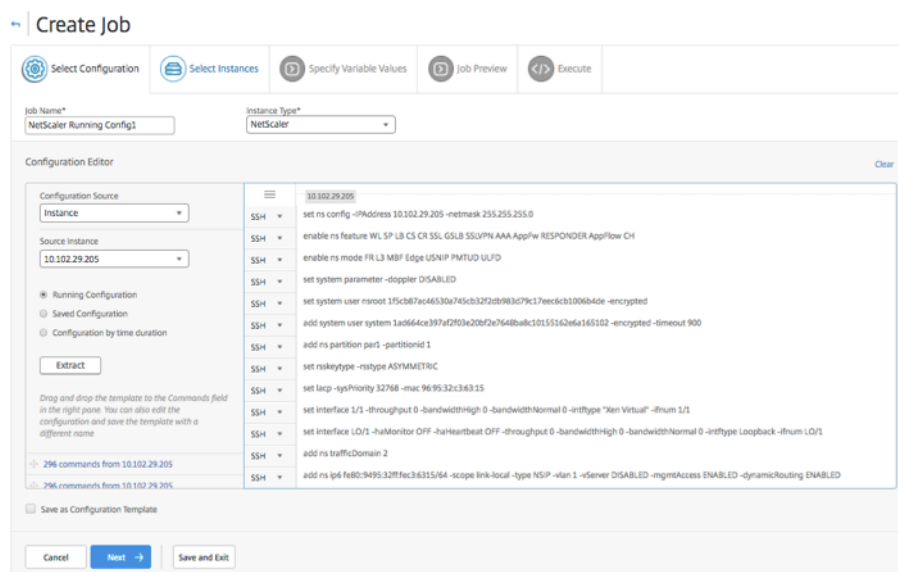 Create Job
Select Configuration
Select Instances
Specify Variable Values
Job Preview
Execute
Job Name*
NetScaler Running Config1
Instance Type*
NetScaler
Configuration Editor
Clear
Configuration Source
Instance
Source Instance
10.102.29.205
Running Configuration
Saved Configuration
Configuration by time duration
Extract
Drag and drop the template to the Commands field
in the right pane. You can also edit the
configuration and save the template with a
different name
296 commands from 10.102.29.205
296 commands from 10.102.29.205
10.102.29.205
SSH set ns config -IPAddress 10.102.29.205 -netmask 255.255.255.0
SSH enable ns feature WL SP LB CS CR SSL GSLB SSLVPN AAA AppFw RESPONDER AppFlow CH
SSH enable ns mode FR L3 MBF Edge USNIP PMTUD ULFD
SSH set system parameter -doppler DISABLED
SSH set system user nsroot 1f5cb87ac46530a745cb32f2db983d79c17eec6cb1006b4de -encrypted
SSH add system user system 1ad664ce397af2f03e20bf2e7648ba8c10155162e6a165102 -encrypted -timeout 900
SSH add ns partition par1 -partitionid 1
SSH set rsskeytype -rsstype ASYMMETRIC
SSH set lacp -sysPriority 32768 -mac 96:95:32:c3:63:15
SSH set interface 1/1 -throughput 0 -bandwidthHigh 0 -bandwidthNormal 0 -intftype "Xen Virtual" -ifnum 1/1
SSH set interface LO/1 -haMonitor OFF -haHeartbeat OFF -throughput 0 -bandwidthHigh 0 -bandwidthNormal 0 -intftype Loopback -ifnum LO/1
SSH add ns trafficDomain 2
SSH add ns ip6 fe80::9495:32ff:fec3:6315/64 -scope link-local -type NSIP -vlan 1 -vServer DISABLED -mgmtAccess ENABLED -dynamicRouting ENABLED
Save as Configuration Template
Cancel
Next
Save and Exit